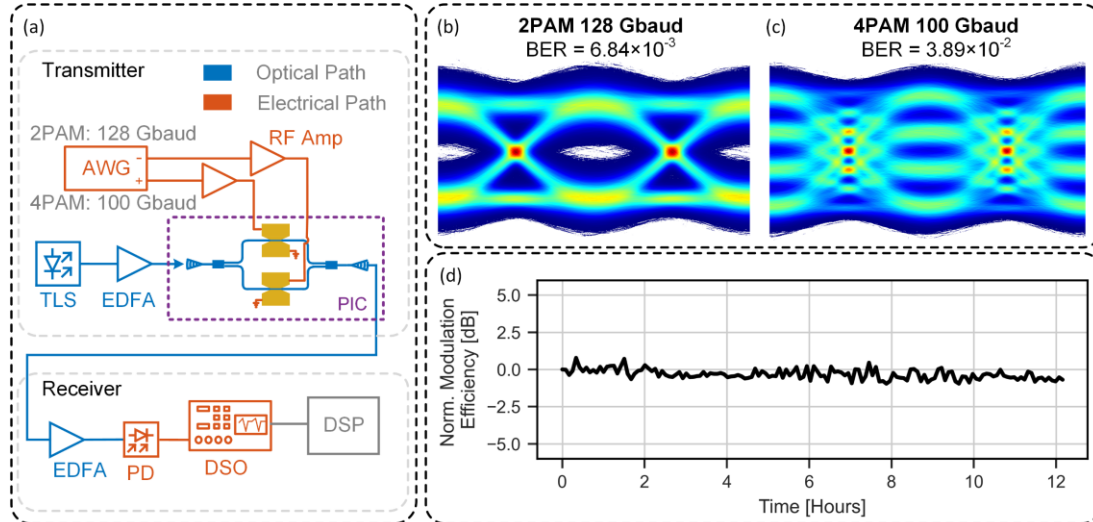 (a)
Transmitter
Optical Path
Electrical Path
2PAM: 128 Gbaud
RF Amp
AWG
−
+
4PAM: 100 Gbaud
TLS
EDFA
PIC
Receiver
EDFA
PD
DSO
DSP
(b)
2PAM 128 Gbaud
BER = 6.84×10⁻³
(c)
4PAM 100 Gbaud
BER = 3.89×10⁻²
(d)
Norm. Modulation
Efficiency [dB]
5.0
2.5
0.0
−2.5
−5.0
0 2 4 6 8 10 12
Time [Hours]